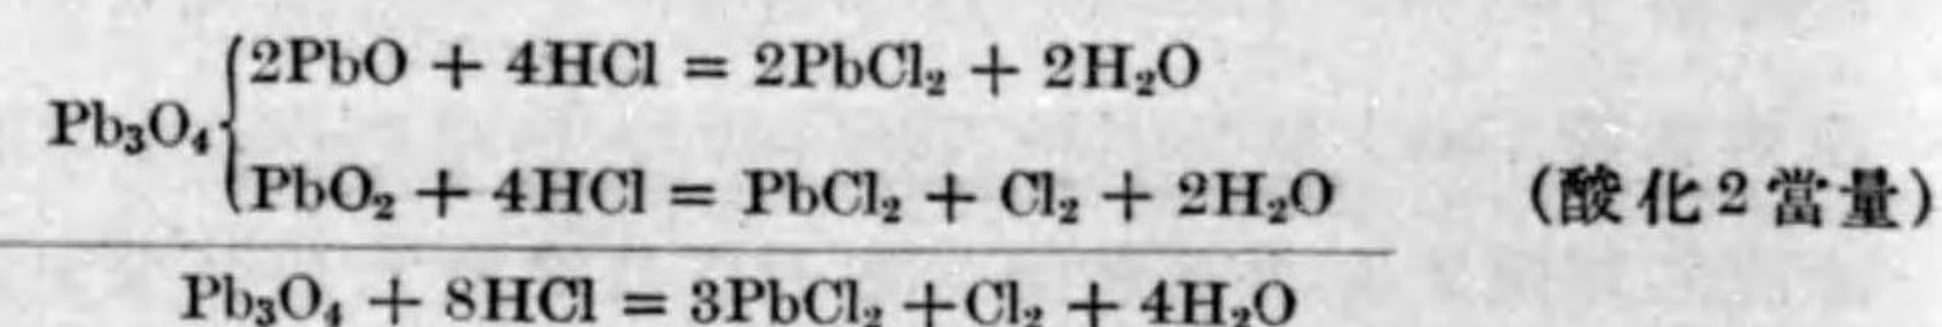 2PbO + 4HCl = 2PbCl₂ + 2H₂O
Pb₃O₄
PbO₂ + 4HCl = PbCl₂ + Cl₂ + 2H₂O (酸化2當量)
Pb₃O₄ + 8HCl = 3PbCl₂ + Cl₂ + 4H₂O